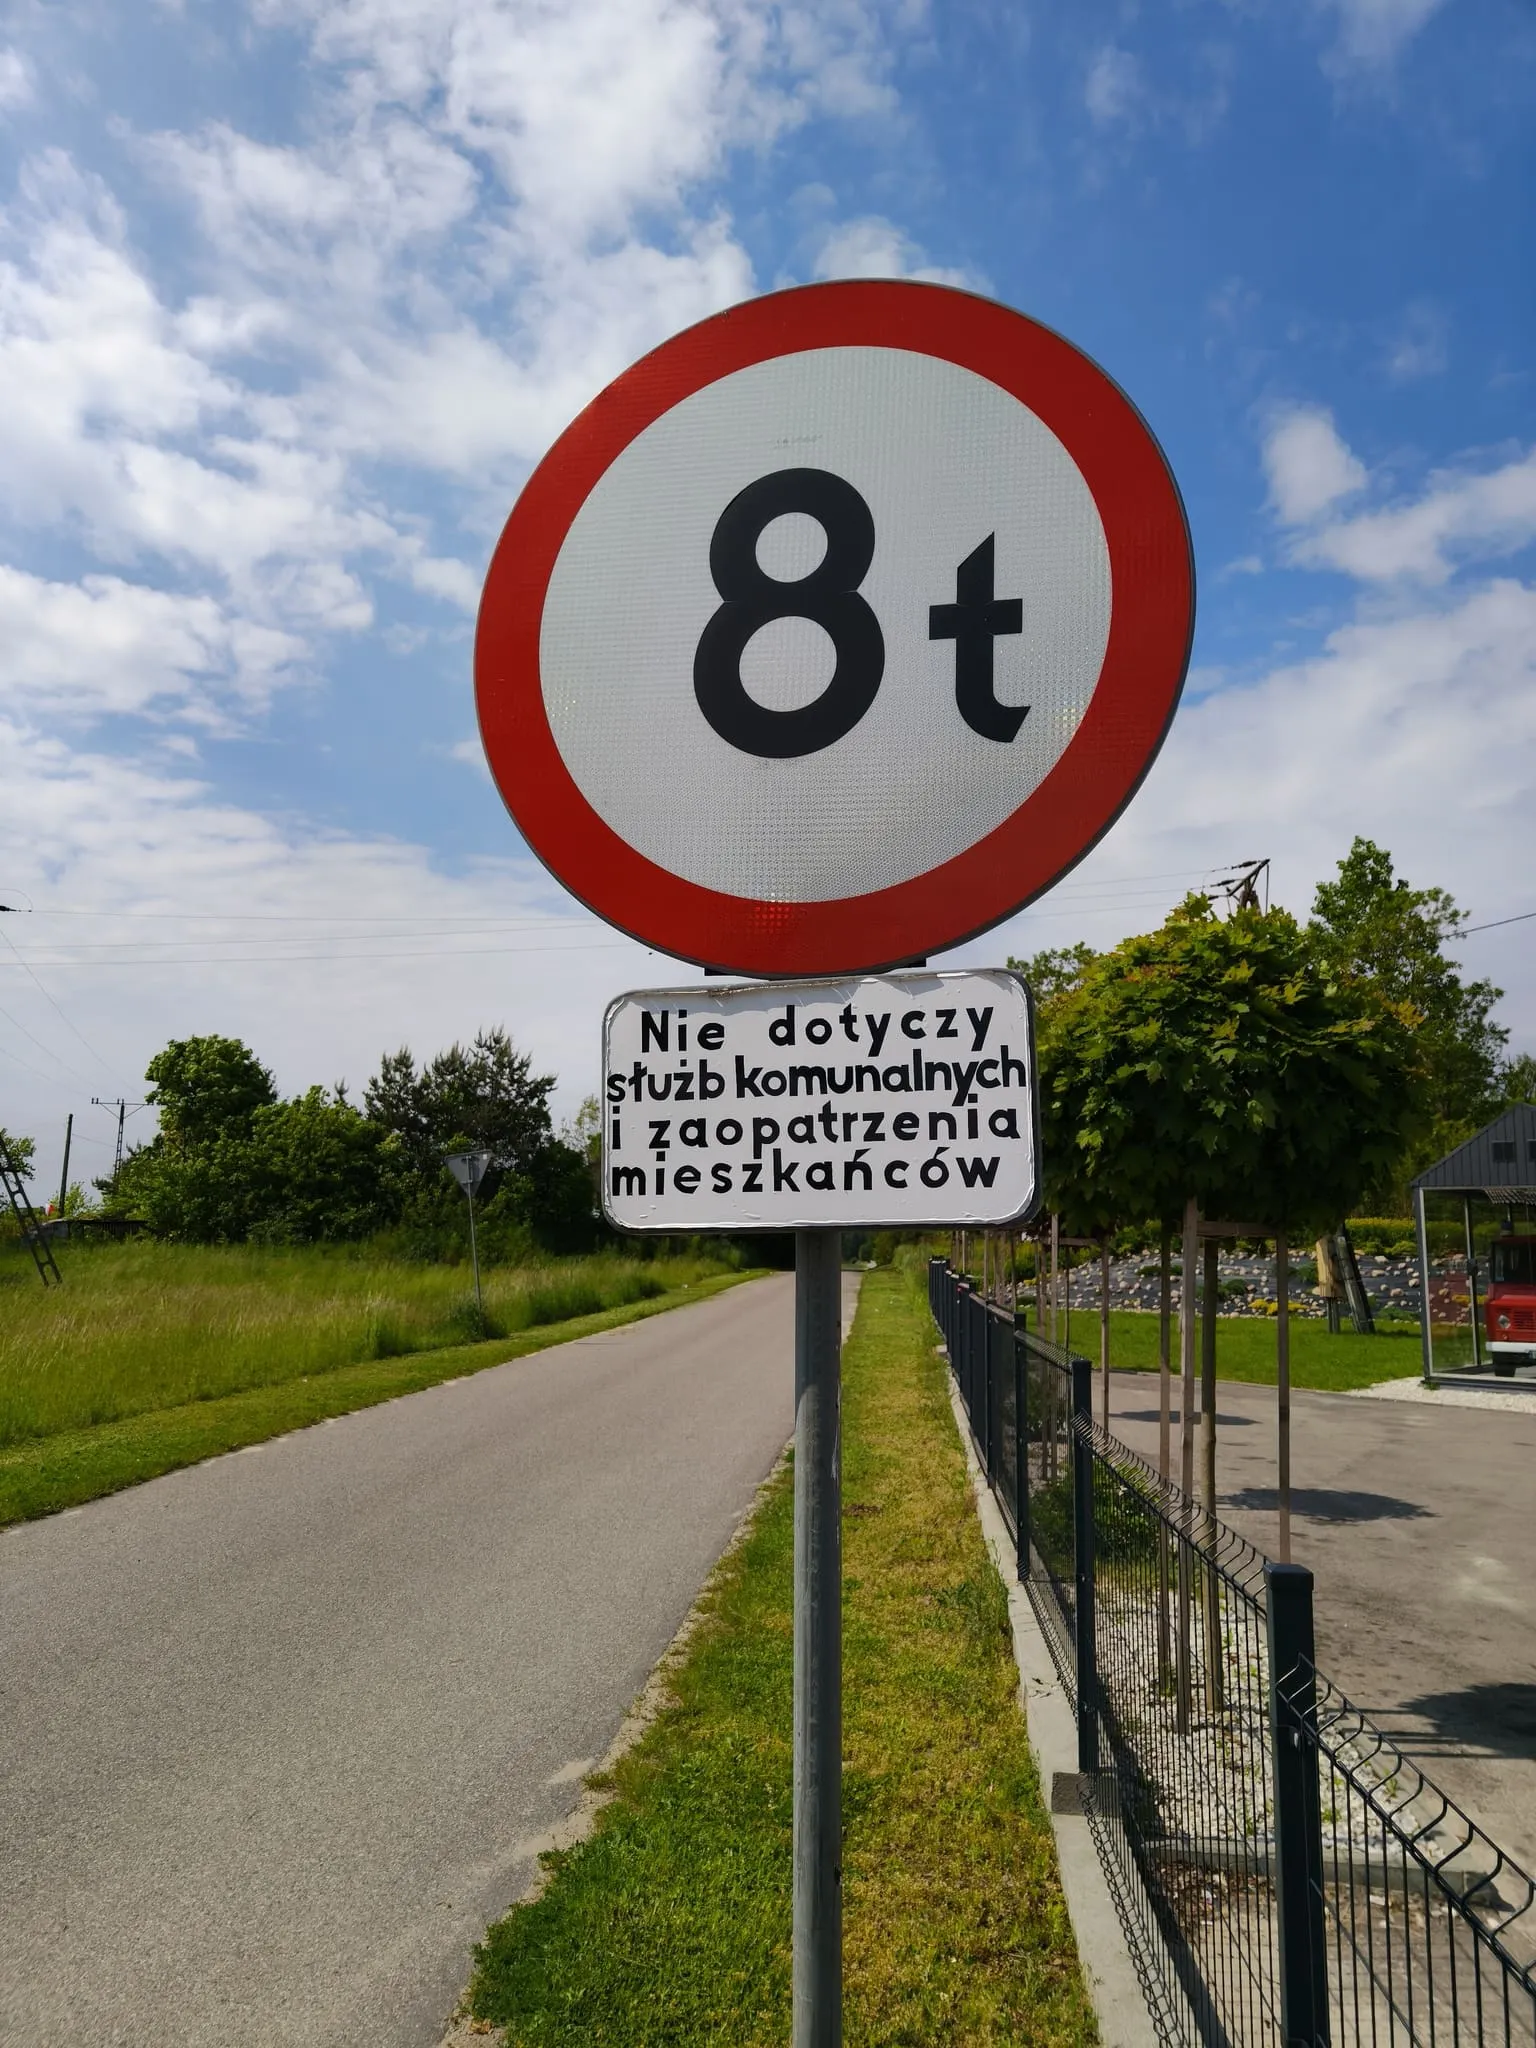 8t
Nie dotyczy
służb komunalnych
i zaopatrzenia
mieszkańców